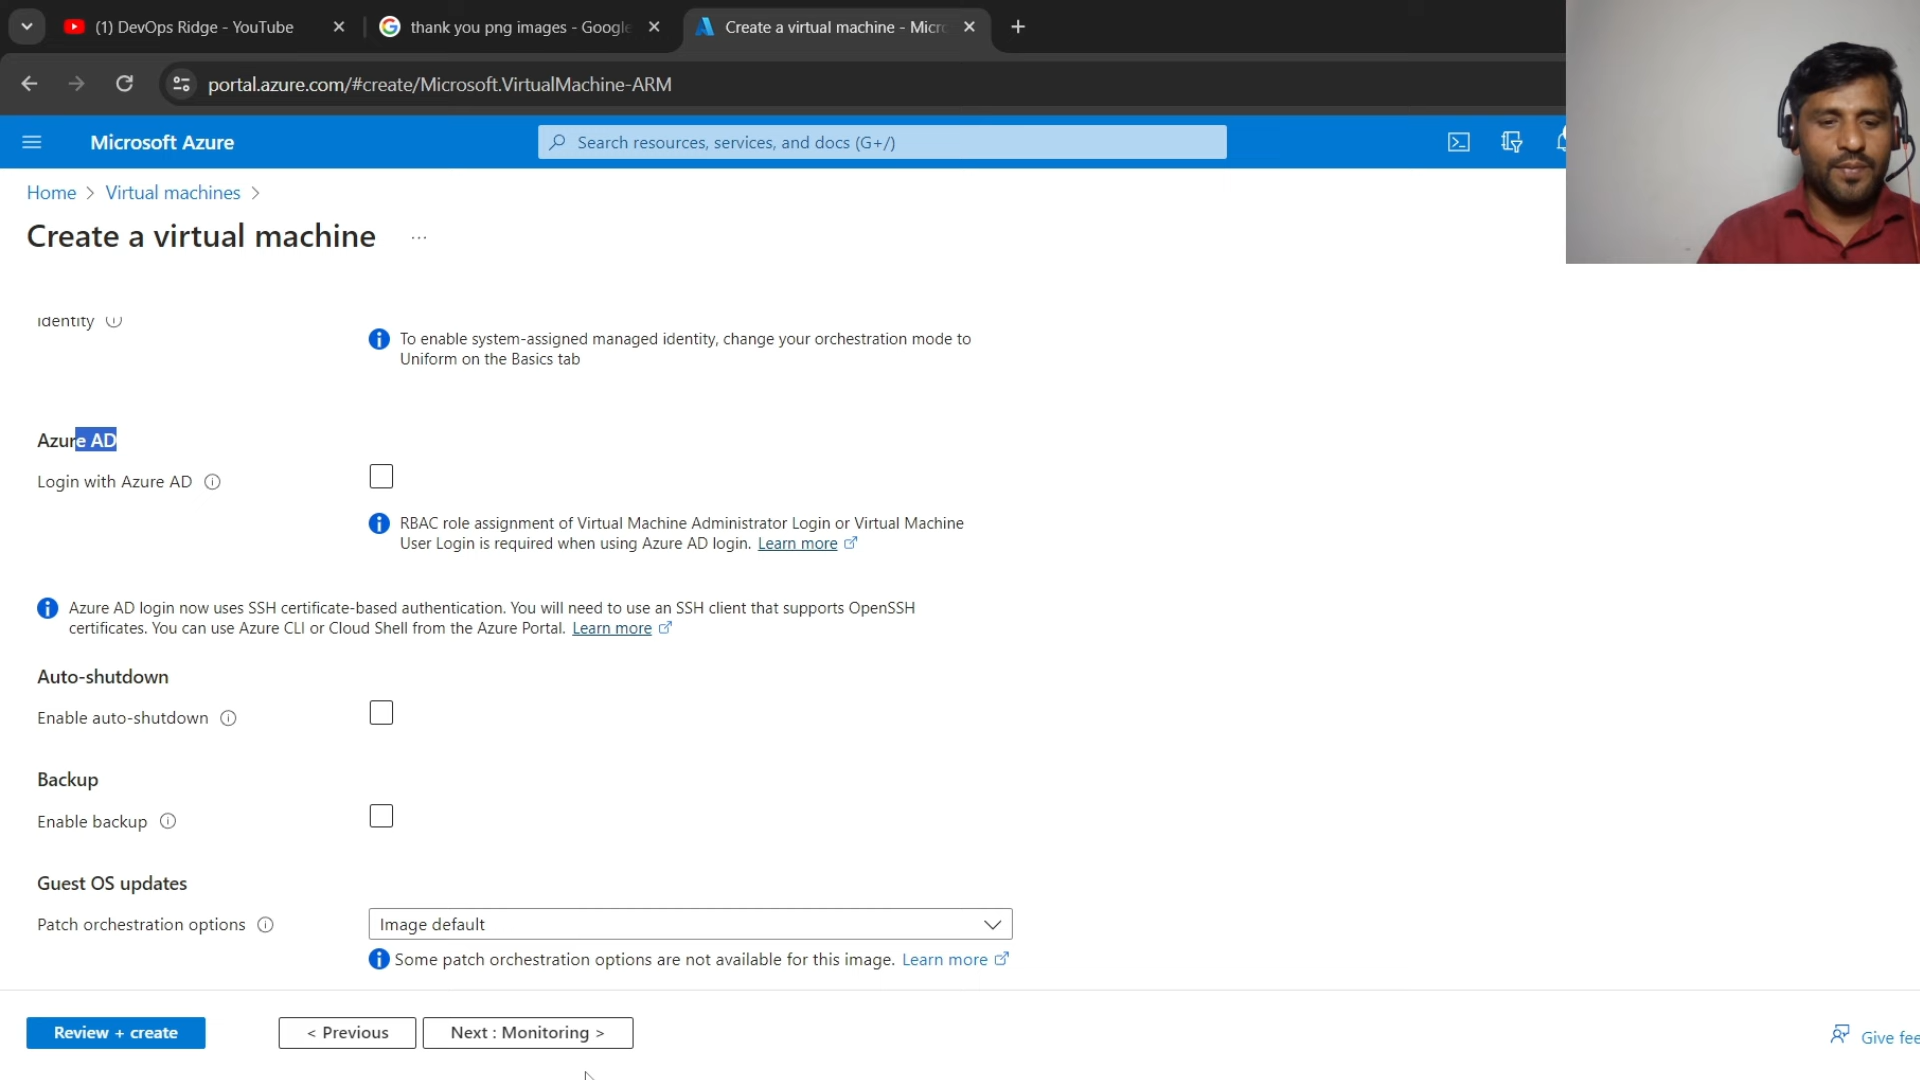 (1) DevOps Ridge - YouTube
thank you png images - Google
Create a virtual machine - Micro
portal.azure.com/#create/Microsoft.VirtualMachine-ARM
Microsoft Azure
Search resources, services, and docs (G+/)
Home > Virtual machines >
Create a virtual machine ...
Identity
To enable system-assigned managed identity, change your orchestration mode to
Uniform on the Basics tab
Azure AD
Login with Azure AD
RBAC role assignment of Virtual Machine Administrator Login or Virtual Machine
User Login is required when using Azure AD login. Learn more
Azure AD login now uses SSH certificate-based authentication. You will need to use an SSH client that supports OpenSSH
certificates. You can use Azure CLI or Cloud Shell from the Azure Portal. Learn more
Auto-shutdown
Enable auto-shutdown
Backup
Enable backup
Guest OS updates
Patch orchestration options
Image default
Some patch orchestration options are not available for this image. Learn more
Review + create
< Previous
Next : Monitoring >
Give fee